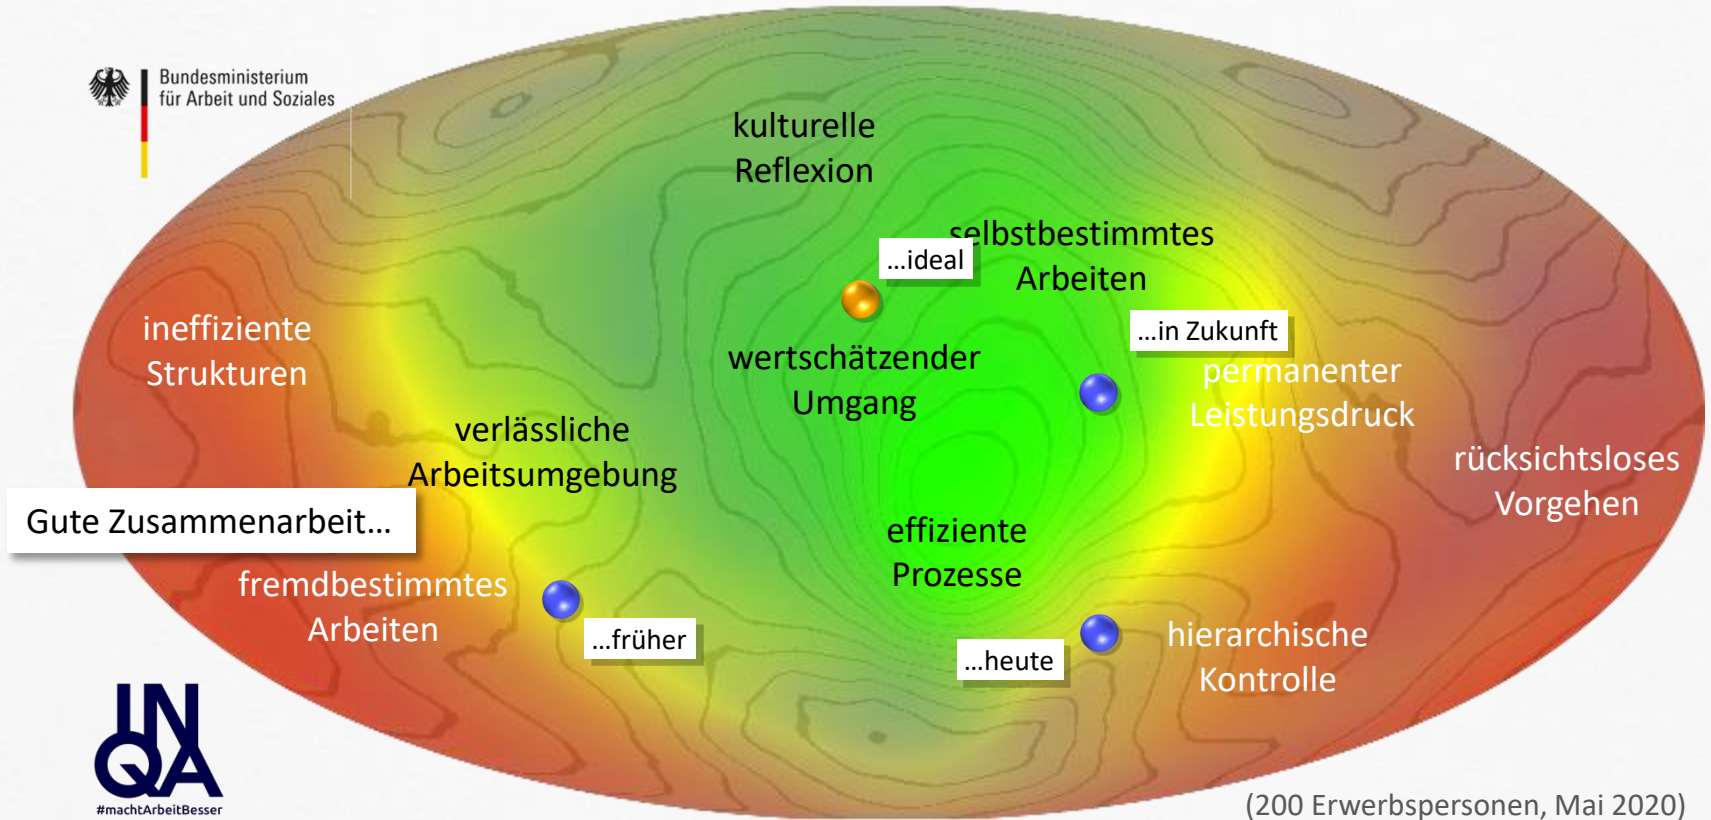 Bundesministerium
für Arbeit und Soziales
kulturelle
Reflexion
selbstbestimmtes
Arbeiten
...ideal
...in Zukunft
ineffiziente
Strukturen
wertschätzender
Umgang
permanenter
Leistungsdruck
verlässliche
Arbeitsumgebung
rücksichtsloses
Vorgehen
Gute Zusammenarbeit...
effiziente
Prozesse
fremdbestimmtes
Arbeiten
...früher
...heute
hierarchische
Kontrolle
INQA
#machtArbeitBesser
(200 Erwerbspersonen, Mai 2020)